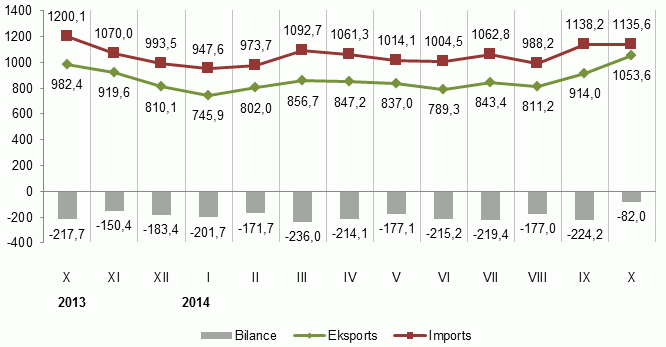 1400
1200
1000
800
600
400
200
0
-200
-400
1200,1 1070,0 993,5 947,6 973,7 1092,7 1061,3 1014,1 1004,5 1062,8 988,2 1138,2 1135,6
982,4 919,6 810,1 745,9 802,0 856,7 847,2 837,0 789,3 843,4 811,2 914,0 1053,6
-217,7 -150,4 -183,4 -201,7 -171,7 -236,0 -214,1 -177,1 -215,2 -219,4 -177,0 -224,2 -82,0
X XI XII I II III IV V VI VII VIII IX X
2013 2014
Bilance Eksports Imports